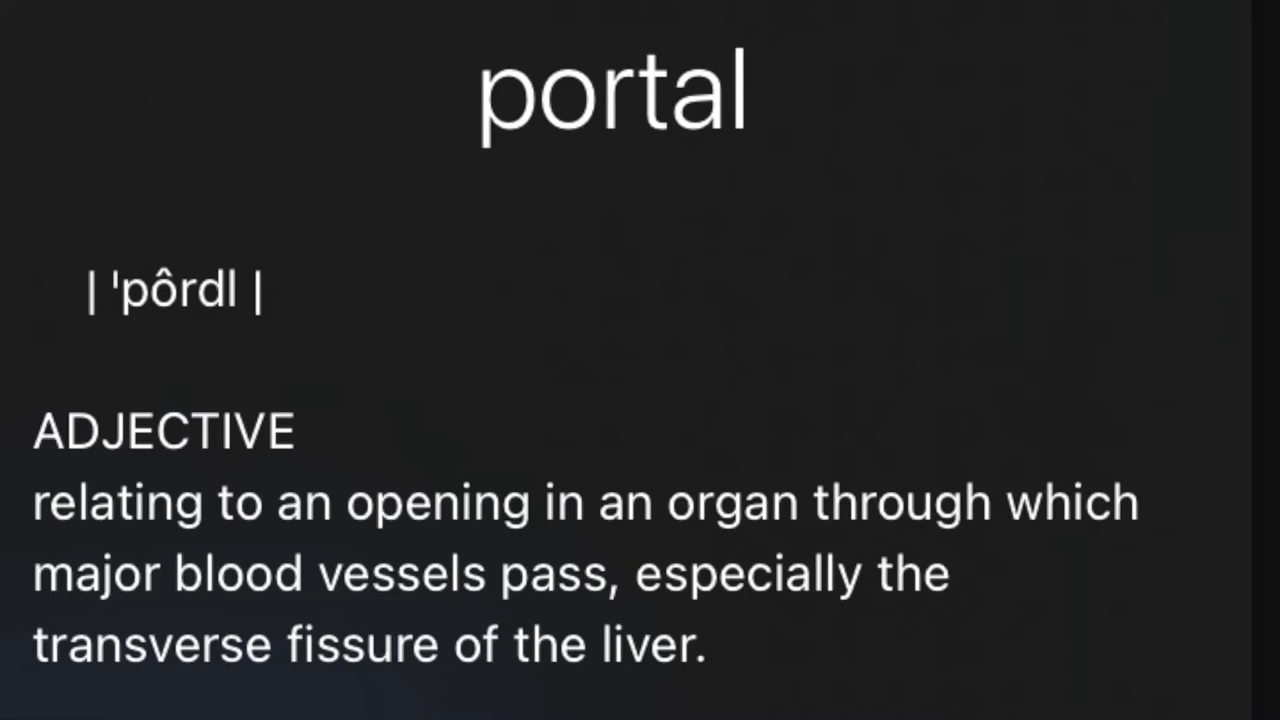 portal
| ˈpôrdl |
ADJECTIVE
relating to an opening in an organ through which
major blood vessels pass, especially the
transverse fissure of the liver.